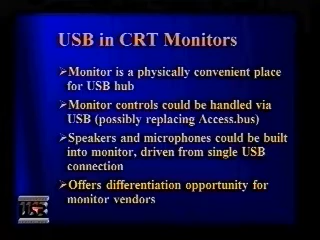 USB in CRT Monitors
➢Monitor is a physically convenient place
for USB hub
➢Monitor controls could be handled via
USB (possibly replacing Access.bus)
➢Speakers and microphones could be built
into monitor, driven from single USB
connection
➢Offers differentiation opportunity for
monitor vendors